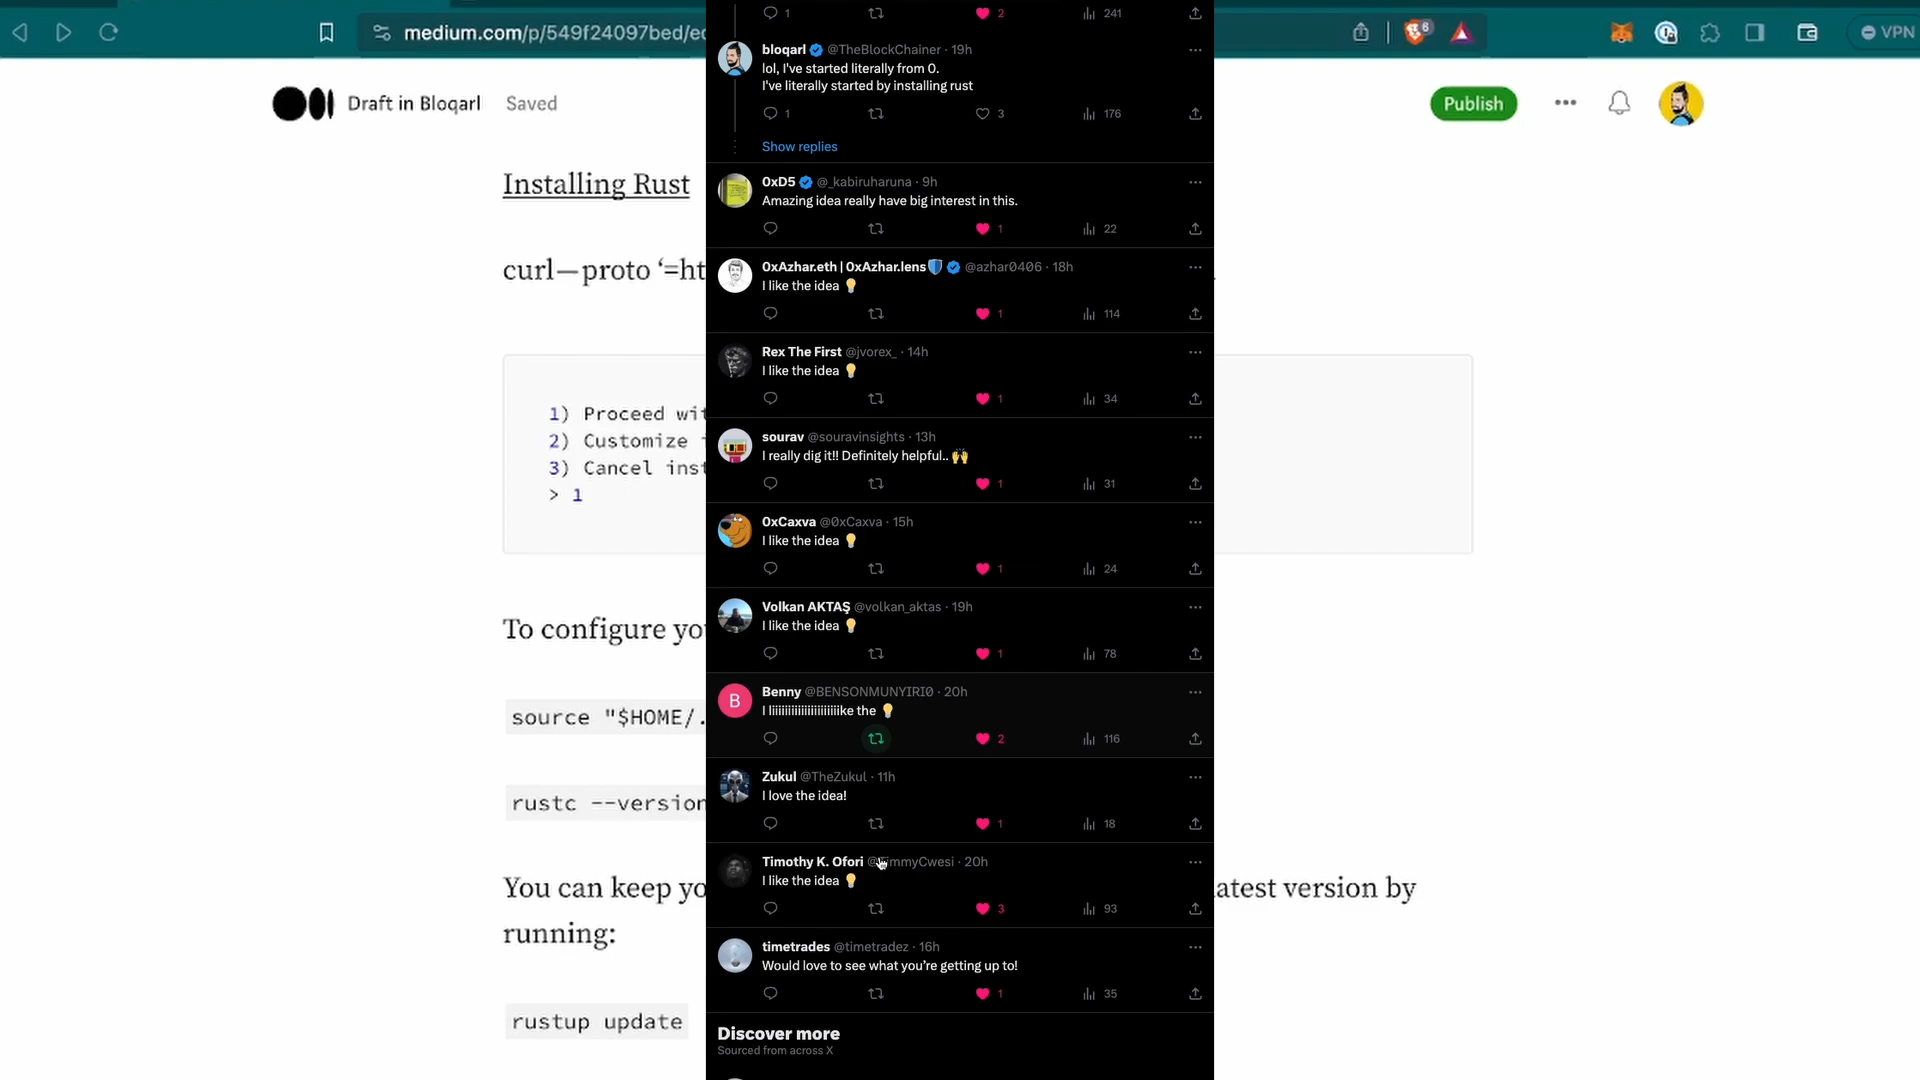 medium.com/p/549f24097bed/ed
6
VPN
Draft in Bloqarl
Saved
Publish
Installing Rust
curl—proto ‘=ht
1) Proceed wit
2) Customize
3) Cancel inst
> 1
To configure you
source "$HOME/.
rustc --version
You can keep yo
atest version by
running:
rustup update
1
2
241
bloqarl @TheBlockChainer · 19h
lol, I've started literally from 0.
I've literally started by installing rust
1
3
176
Show replies
0xD5 @_kabiruharuna · 9h
Amazing idea really have big interest in this.
1
22
0xAzhar.eth | 0xAzhar.lens🛡️ @azhar0406 · 18h
I like the idea 💡
1
114
Rex The First @jvorex_ · 14h
I like the idea 💡
1
34
sourav @souravinsights · 13h
I really dig it!! Definitely helpful.. 🙌
1
31
0xCaxva @0xCaxva · 15h
I like the idea 💡
1
24
Volkan AKTAŞ @volkan_aktas · 19h
I like the idea 💡
1
78
B
Benny @BENSONMUNYIRI0 · 20h
I liiiiiiiiiiiiiiiiiiiiike the 💡
2
116
Zukul @TheZukul · 11h
I love the idea!
1
18
Timothy K. Ofori · 20h
I like the idea 💡
3
93
timetrades @timetradez · 16h
Would love to see what you're getting up to!
1
35
Discover more
Sourced from across X